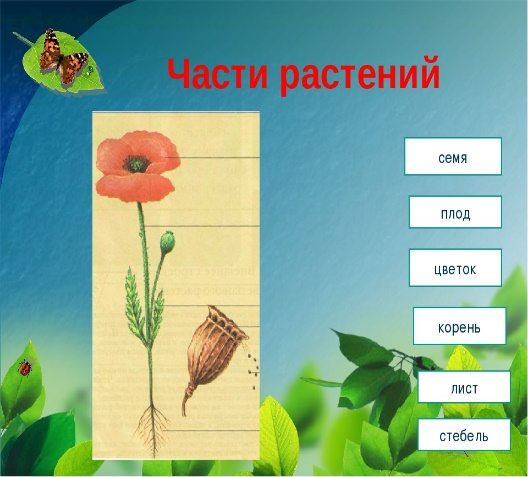 Части растений
семя
плод
цветок
корень
лист
стебель